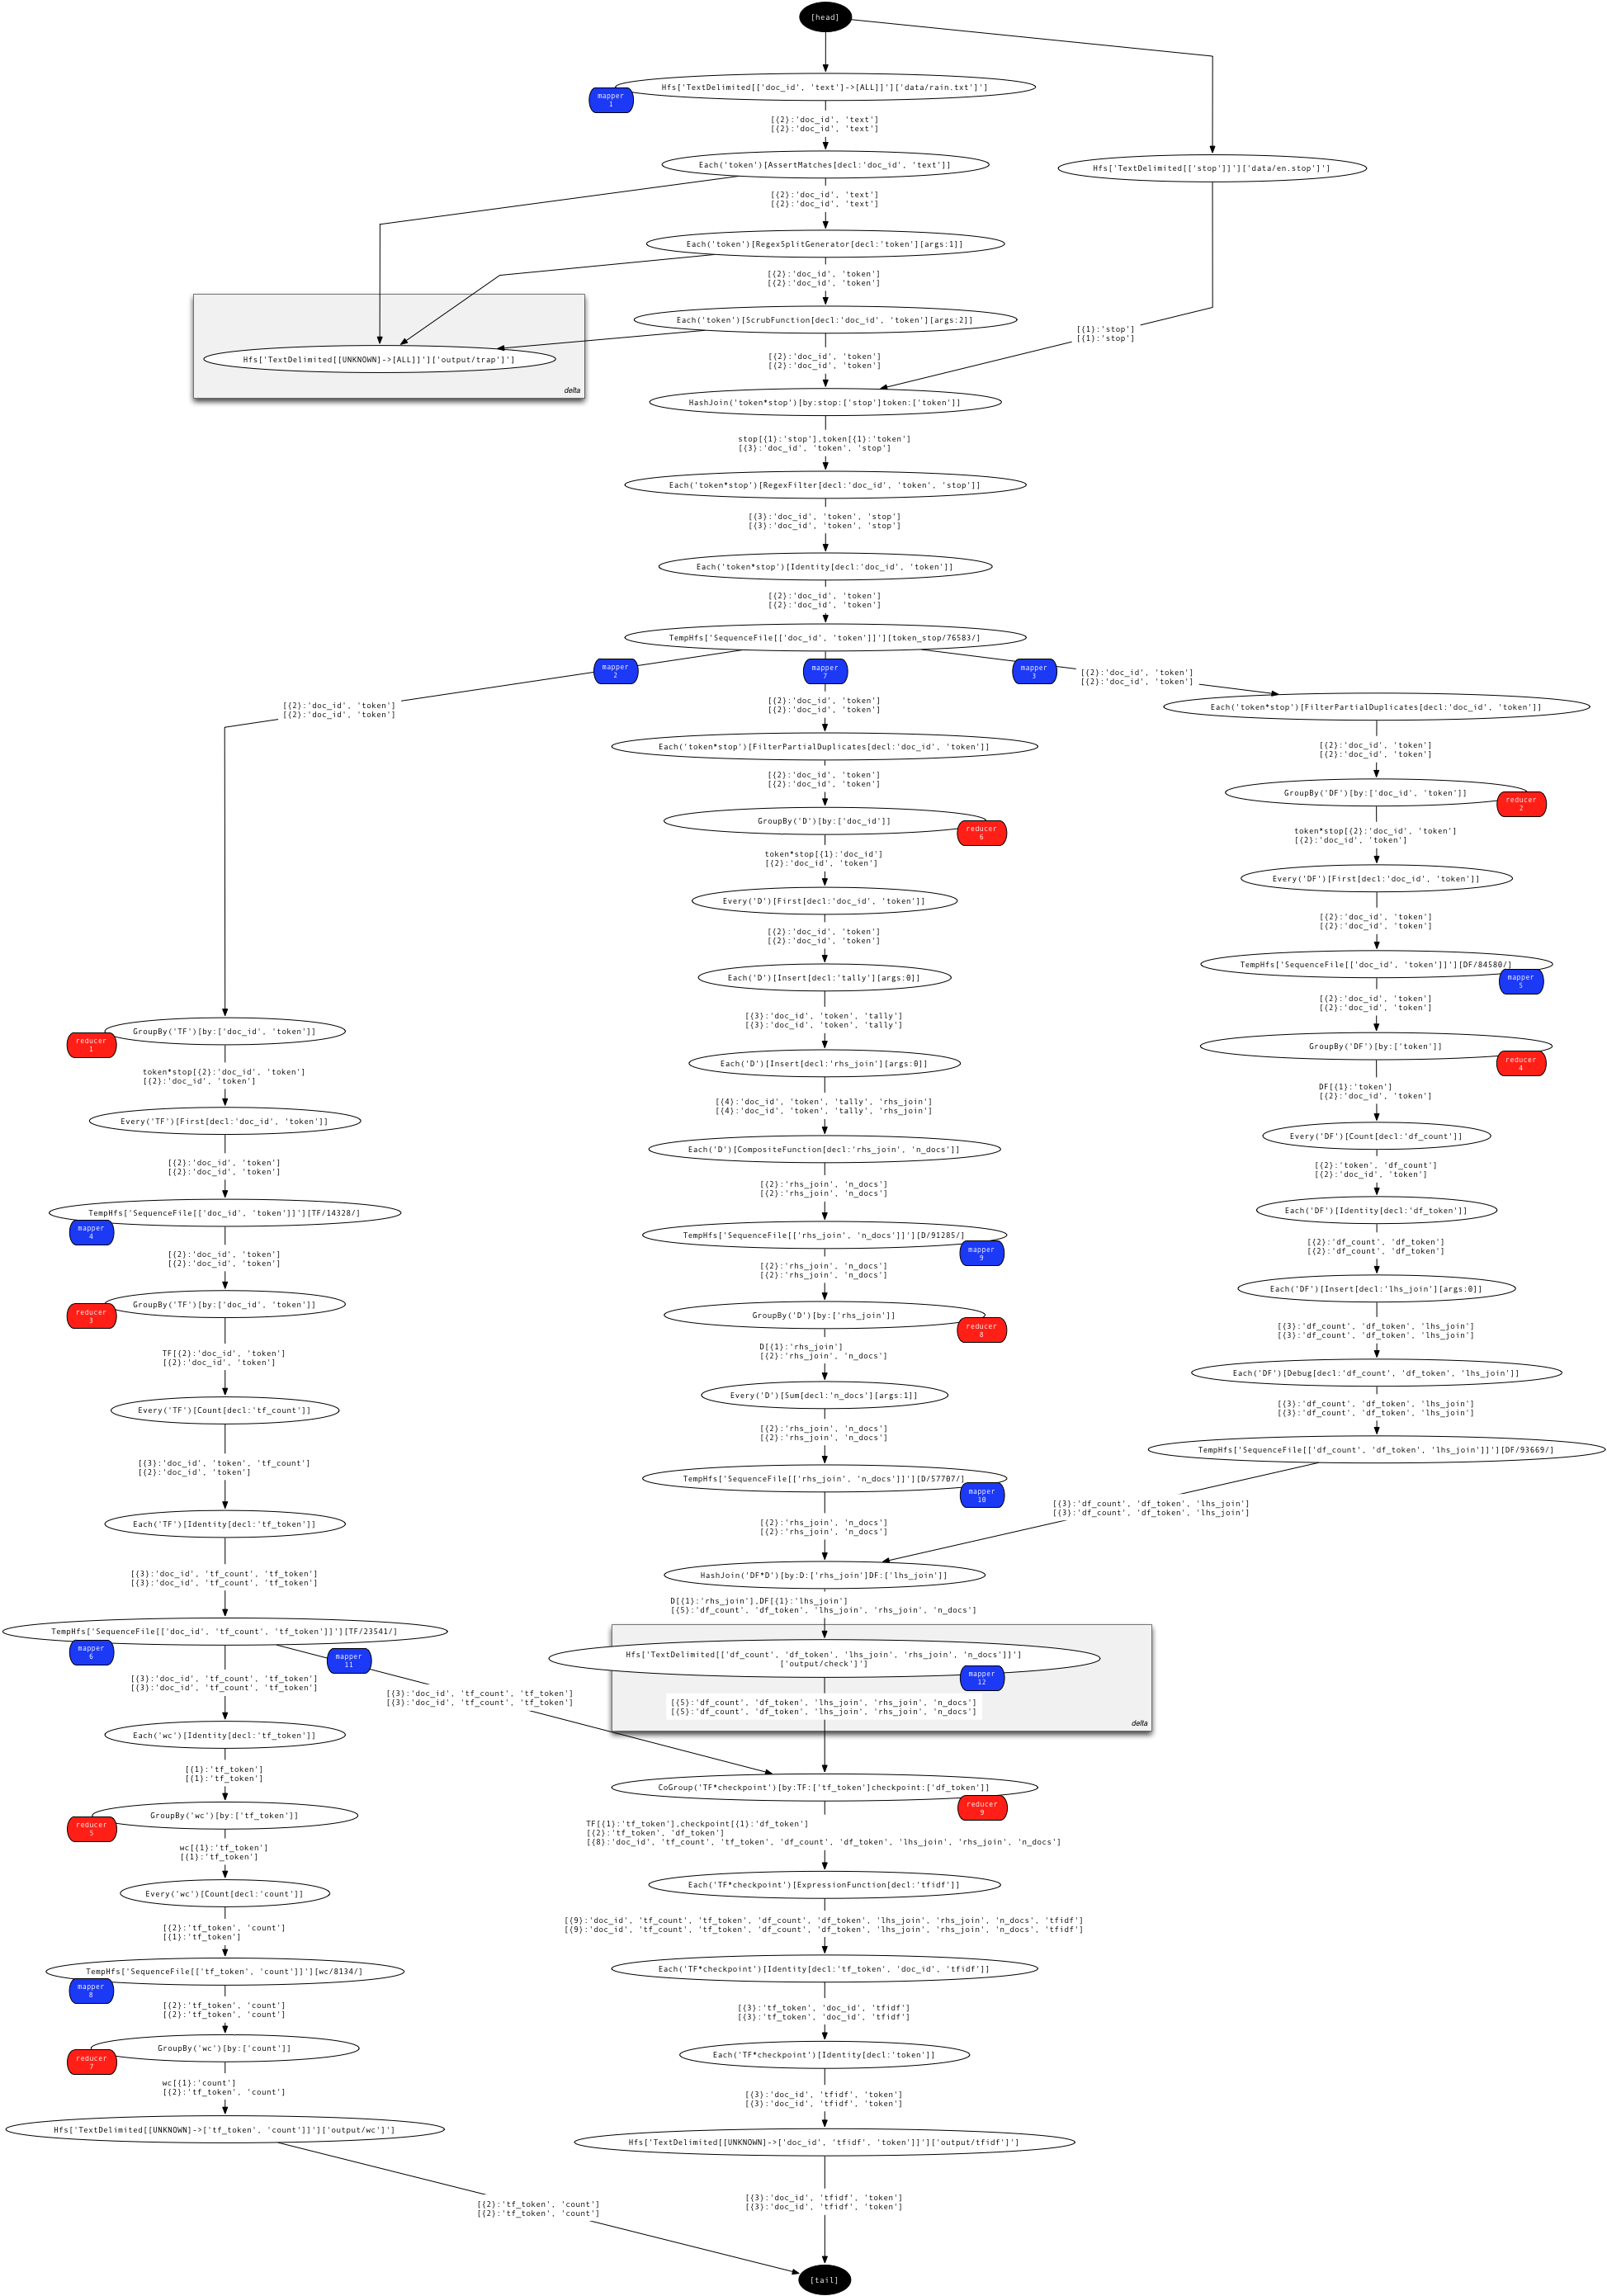 [head]
Hfs['TextDelimited[['doc_id', 'text']->[ALL]]']['data/rain.txt']']
mapper
1
[{2}:'doc_id', 'text']
[{2}:'doc_id', 'text']
Each('token')[AssertMatches[decl:'doc_id', 'text']]
Hfs['TextDelimited[['stop']]']['data/en.stop']']
[{2}:'doc_id', 'text']
[{2}:'doc_id', 'text']
Each('token')[RegexSplitGenerator[decl:'token'][args:1]]
[{2}:'doc_id', 'token']
[{2}:'doc_id', 'token']
Each('token')[ScrubFunction[decl:'doc_id', 'token'][args:2]]
[{1}:'stop']
[{1}:'stop']
Hfs['TextDelimited[[UNKNOWN]->[ALL]]']['output/trap']']
delta
[{2}:'doc_id', 'token']
[{2}:'doc_id', 'token']
HashJoin('token*stop')[by:stop:['stop']token:['token']]
stop[{1}:'stop'],token[{1}:'token']
[{3}:'doc_id', 'token', 'stop']
Each('token*stop')[RegexFilter[decl:'doc_id', 'token', 'stop']]
[{3}:'doc_id', 'token', 'stop']
[{3}:'doc_id', 'token', 'stop']
Each('token*stop')[Identity[decl:'doc_id', 'token']]
[{2}:'doc_id', 'token']
[{2}:'doc_id', 'token']
TempHfs['SequenceFile[['doc_id', 'token']]'][token_stop/76583/]
mapper
2
mapper
7
mapper
3
[{2}:'doc_id', 'token']
[{2}:'doc_id', 'token']
[{2}:'doc_id', 'token']
[{2}:'doc_id', 'token']
[{2}:'doc_id', 'token']
[{2}:'doc_id', 'token']
Each('token*stop')[FilterPartialDuplicates[decl:'doc_id', 'token']]
Each('token*stop')[FilterPartialDuplicates[decl:'doc_id', 'token']]
[{2}:'doc_id', 'token']
[{2}:'doc_id', 'token']
[{2}:'doc_id', 'token']
[{2}:'doc_id', 'token']
GroupBy('DF')[by:['doc_id', 'token']]
reducer
2
GroupBy('D')[by:['doc_id']]
reducer
6
token*stop[{2}:'doc_id', 'token']
[{2}:'doc_id', 'token']
token*stop[{1}:'doc_id']
[{2}:'doc_id', 'token']
Every('DF')[First[decl:'doc_id', 'token']]
Every('D')[First[decl:'doc_id', 'token']]
[{2}:'doc_id', 'token']
[{2}:'doc_id', 'token']
[{2}:'doc_id', 'token']
[{2}:'doc_id', 'token']
TempHfs['SequenceFile[['doc_id', 'token']]'][DF/84580/]
mapper
5
Each('D')[Insert[decl:'tally'][args:0]]
[{2}:'doc_id', 'token']
[{2}:'doc_id', 'token']
[{3}:'doc_id', 'token', 'tally']
[{3}:'doc_id', 'token', 'tally']
GroupBy('TF')[by:['doc_id', 'token']]
reducer
1
GroupBy('DF')[by:['token']]
reducer
4
Each('D')[Insert[decl:'rhs_join'][args:0]]
token*stop[{2}:'doc_id', 'token']
[{2}:'doc_id', 'token']
DF[{1}:'token']
[{2}:'doc_id', 'token']
[{4}:'doc_id', 'token', 'tally', 'rhs_join']
[{4}:'doc_id', 'token', 'tally', 'rhs_join']
Every('TF')[First[decl:'doc_id', 'token']]
Every('DF')[Count[decl:'df_count']]
Each('D')[CompositeFunction[decl:'rhs_join', 'n_docs']]
[{2}:'doc_id', 'token']
[{2}:'doc_id', 'token']
[{2}:'token', 'df_count']
[{2}:'doc_id', 'token']
[{2}:'rhs_join', 'n_docs']
[{2}:'rhs_join', 'n_docs']
TempHfs['SequenceFile[['doc_id', 'token']]'][TF/14328/]
mapper
4
Each('DF')[Identity[decl:'df_token']]
TempHfs['SequenceFile[['rhs_join', 'n_docs']]'][D/91285/]
mapper
9
[{2}:'doc_id', 'token']
[{2}:'doc_id', 'token']
[{2}:'df_count', 'df_token']
[{2}:'df_count', 'df_token']
[{2}:'rhs_join', 'n_docs']
[{2}:'rhs_join', 'n_docs']
GroupBy('TF')[by:['doc_id', 'token']]
reducer
3
Each('DF')[Insert[decl:'lhs_join'][args:0]]
GroupBy('D')[by:['rhs_join']]
reducer
8
[{3}:'df_count', 'df_token', 'lhs_join']
[{3}:'df_count', 'df_token', 'lhs_join']
TF[{2}:'doc_id', 'token']
[{2}:'doc_id', 'token']
D[{1}:'rhs_join']
[{2}:'rhs_join', 'n_docs']
Each('DF')[Debug[decl:'df_count', 'df_token', 'lhs_join']]
Every('D')[Sum[decl:'n_docs'][args:1]]
Every('TF')[Count[decl:'tf_count']]
[{3}:'df_count', 'df_token', 'lhs_join']
[{3}:'df_count', 'df_token', 'lhs_join']
[{2}:'rhs_join', 'n_docs']
[{2}:'rhs_join', 'n_docs']
TempHfs['SequenceFile[['df_count', 'df_token', 'lhs_join']]'][DF/93669/]
[{3}:'doc_id', 'token', 'tf_count']
[{2}:'doc_id', 'token']
TempHfs['SequenceFile[['rhs_join', 'n_docs']]'][D/57707/]
mapper
10
[{3}:'df_count', 'df_token', 'lhs_join']
[{3}:'df_count', 'df_token', 'lhs_join']
Each('TF')[Identity[decl:'tf_token']]
[{2}:'rhs_join', 'n_docs']
[{2}:'rhs_join', 'n_docs']
HashJoin('DF*D')[by:D:['rhs_join']DF:['lhs_join']]
[{3}:'doc_id', 'tf_count', 'tf_token']
[{3}:'doc_id', 'tf_count', 'tf_token']
D[{1}:'rhs_join'],DF[{1}:'lhs_join']
[{5}:'df_count', 'df_token', 'lhs_join', 'rhs_join', 'n_docs']
TempHfs['SequenceFile[['doc_id', 'tf_count', 'tf_token']]'][TF/23541/]
mapper
6
mapper
11
Hfs['TextDelimited[['df_count', 'df_token', 'lhs_join', 'rhs_join', 'n_docs']]']
['output/check']']
mapper
12
[{3}:'doc_id', 'tf_count', 'tf_token']
[{3}:'doc_id', 'tf_count', 'tf_token']
[{3}:'doc_id', 'tf_count', 'tf_token']
[{3}:'doc_id', 'tf_count', 'tf_token']
[{5}:'df_count', 'df_token', 'lhs_join', 'rhs_join', 'n_docs']
[{5}:'df_count', 'df_token', 'lhs_join', 'rhs_join', 'n_docs']
delta
Each('wc')[Identity[decl:'tf_token']]
[{1}:'tf_token']
[{1}:'tf_token']
CoGroup('TF*checkpoint')[by:TF:['tf_token']checkpoint:['df_token']]
reducer
9
GroupBy('wc')[by:['tf_token']]
reducer
5
TF[{1}:'tf_token'],checkpoint[{1}:'df_token']
[{2}:'tf_token', 'df_token']
[{8}:'doc_id', 'tf_count', 'tf_token', 'df_count', 'df_token', 'lhs_join', 'rhs_join', 'n_docs']
wc[{1}:'tf_token']
[{1}:'tf_token']
Each('TF*checkpoint')[ExpressionFunction[decl:'tfidf']]
Every('wc')[Count[decl:'count']]
[{9}:'doc_id', 'tf_count', 'tf_token', 'df_count', 'df_token', 'lhs_join', 'rhs_join', 'n_docs', 'tfidf']
[{9}:'doc_id', 'tf_count', 'tf_token', 'df_count', 'df_token', 'lhs_join', 'rhs_join', 'n_docs', 'tfidf']
[{2}:'tf_token', 'count']
[{1}:'tf_token']
Each('TF*checkpoint')[Identity[decl:'tf_token', 'doc_id', 'tfidf']]
TempHfs['SequenceFile[['tf_token', 'count']]'][wc/8134/]
mapper
8
[{2}:'tf_token', 'count']
[{2}:'tf_token', 'count']
[{3}:'tf_token', 'doc_id', 'tfidf']
[{3}:'tf_token', 'doc_id', 'tfidf']
GroupBy('wc')[by:['count']]
reducer
7
Each('TF*checkpoint')[Identity[decl:'token']]
wc[{1}:'count']
[{2}:'tf_token', 'count']
[{3}:'doc_id', 'tfidf', 'token']
[{3}:'doc_id', 'tfidf', 'token']
Hfs['TextDelimited[[UNKNOWN]->['tf_token', 'count']]']['output/wc']']
Hfs['TextDelimited[[UNKNOWN]->['doc_id', 'tfidf', 'token']]']['output/tfidf']']
[{2}:'tf_token', 'count']
[{2}:'tf_token', 'count']
[{3}:'doc_id', 'tfidf', 'token']
[{3}:'doc_id', 'tfidf', 'token']
[tail]